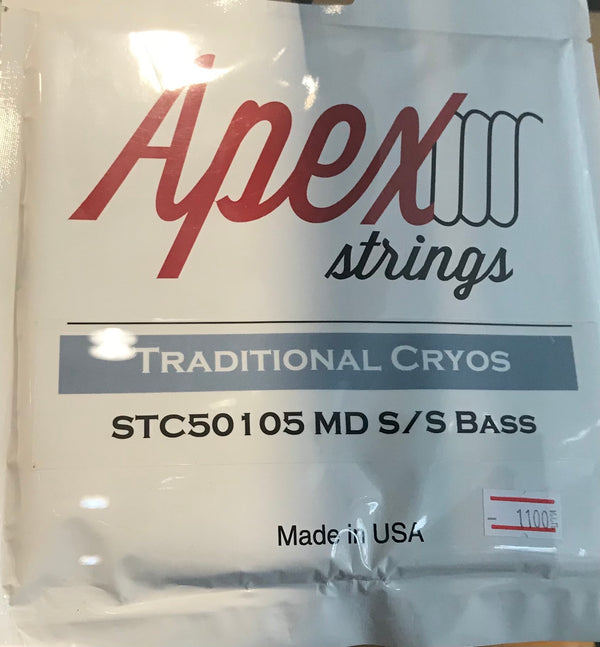 Apex
strings
TRADITIONAL CRYOS
STC50105 MD S/S BASS
- 1100
Made in USA